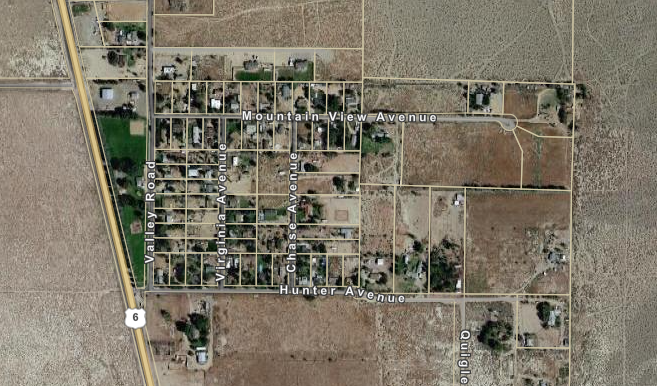 Mountain View Avenue
Valley Road
Virginia Avenue
Chase Avenue
Hunter Avenue
6
Quigle